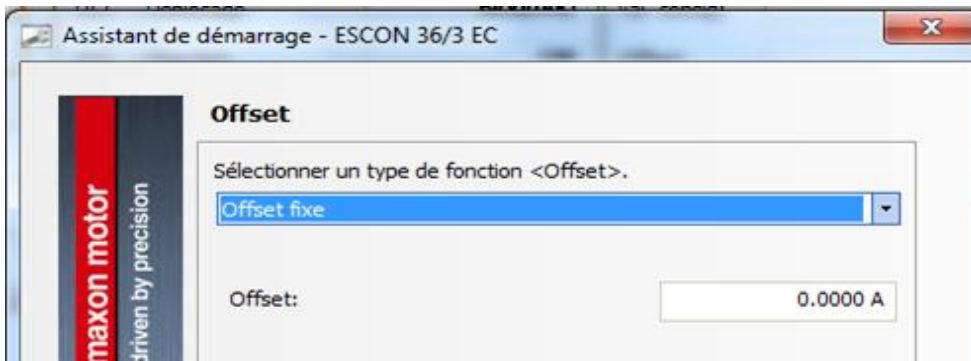 Assistant de démarrage - ESCON 36/3 EC
maxon motor
driven by precision
Offset
Sélectionner un type de fonction <Offset>.
Offset fixe
Offset:
0.0000 A